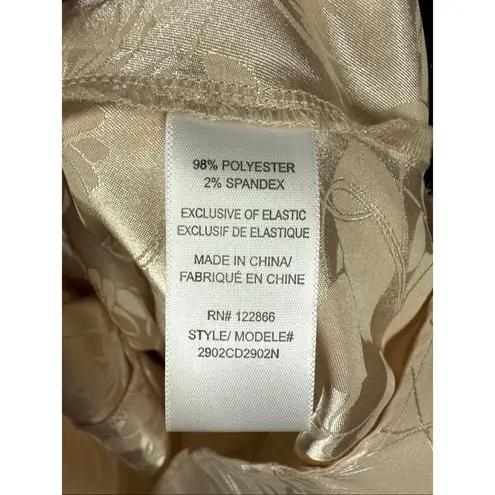 98% POLYESTER
2% SPANDEX
EXCLUSIVE OF ELASTIC
EXCLUSIF DE ELASTIQUE
MADE IN CHINA/
FABRIQUÉ EN CHINE
RN# 122866
STYLE/ MODELE#
2902CD2902N